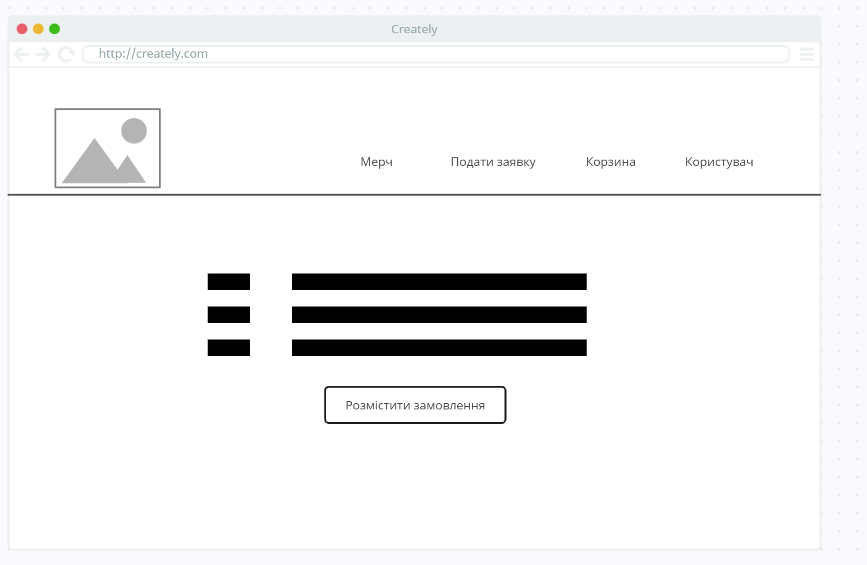 Creately
http://creately.com
Мерч Подати заявку Корзина Користувач
Розмістити замовлення